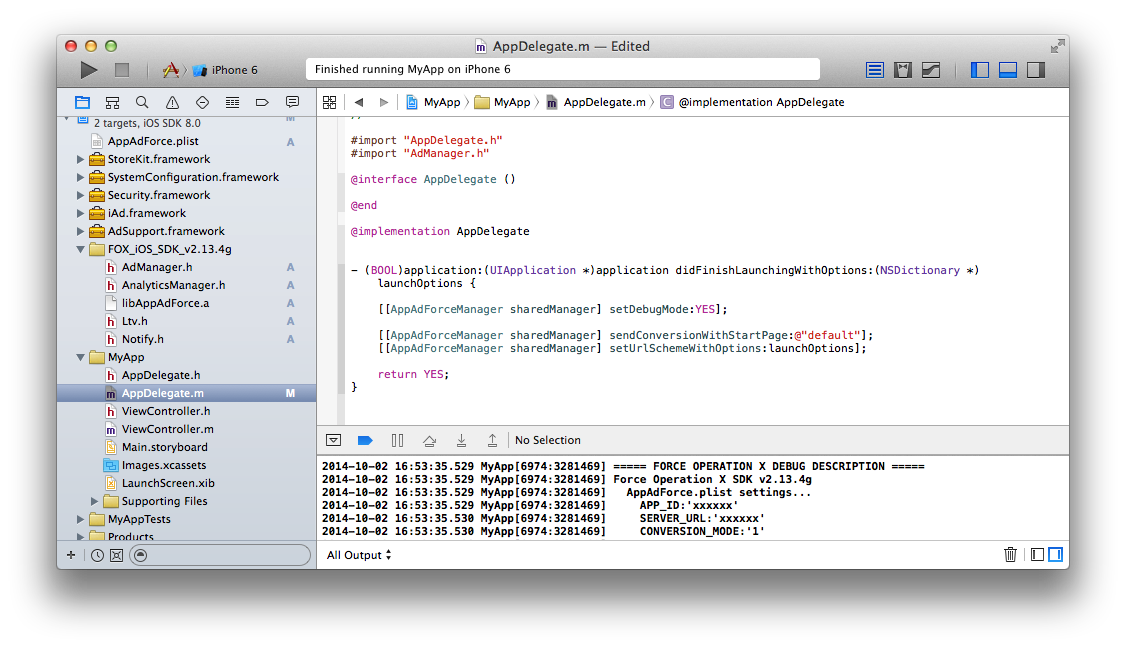 AppDelegate.m — Edited
iPhone 6
Finished running MyApp on iPhone 6
MyApp
MyApp
AppDelegate.m
@implementation AppDelegate
2 targets, iOS SDK 8.0
M
AppAdForce.plist
A
StoreKit.framework
SystemConfiguration.framework
Security.framework
iAd.framework
AdSupport.framework
FOX_iOS_SDK_v2.13.4g
AdManager.h
A
AnalyticsManager.h
A
libAppAdForce.a
A
Ltv.h
A
Notify.h
A
MyApp
AppDelegate.h
AppDelegate.m
M
ViewController.h
ViewController.m
Main.storyboard
Images.xcassets
LaunchScreen.xib
Supporting Files
MyAppTests
Products
//
#import "AppDelegate.h"
#import "AdManager.h"
@interface AppDelegate ()
@end
@implementation AppDelegate
- (BOOL)application:(UIApplication *)application didFinishLaunchingWithOptions:(NSDictionary *)
launchOptions {
[[AppAdForceManager sharedManager] setDebugMode:YES];
[[AppAdForceManager sharedManager] sendConversionWithStartPage:@"default"];
[[AppAdForceManager sharedManager] setUrlSchemeWithOptions:launchOptions];
return YES;
}
No Selection
2014-10-02 16:53:35.529 MyApp[6974:3281469] ===== FORCE OPERATION X DEBUG DESCRIPTION =====
2014-10-02 16:53:35.529 MyApp[6974:3281469] Force Operation X SDK v2.13.4g
2014-10-02 16:53:35.529 MyApp[6974:3281469] AppAdForce.plist settings...
2014-10-02 16:53:35.529 MyApp[6974:3281469] APP_ID:'xxxxxx'
2014-10-02 16:53:35.530 MyApp[6974:3281469] SERVER_URL:'xxxxxx'
2014-10-02 16:53:35.530 MyApp[6974:3281469] CONVERSION_MODE:'1'
All Output